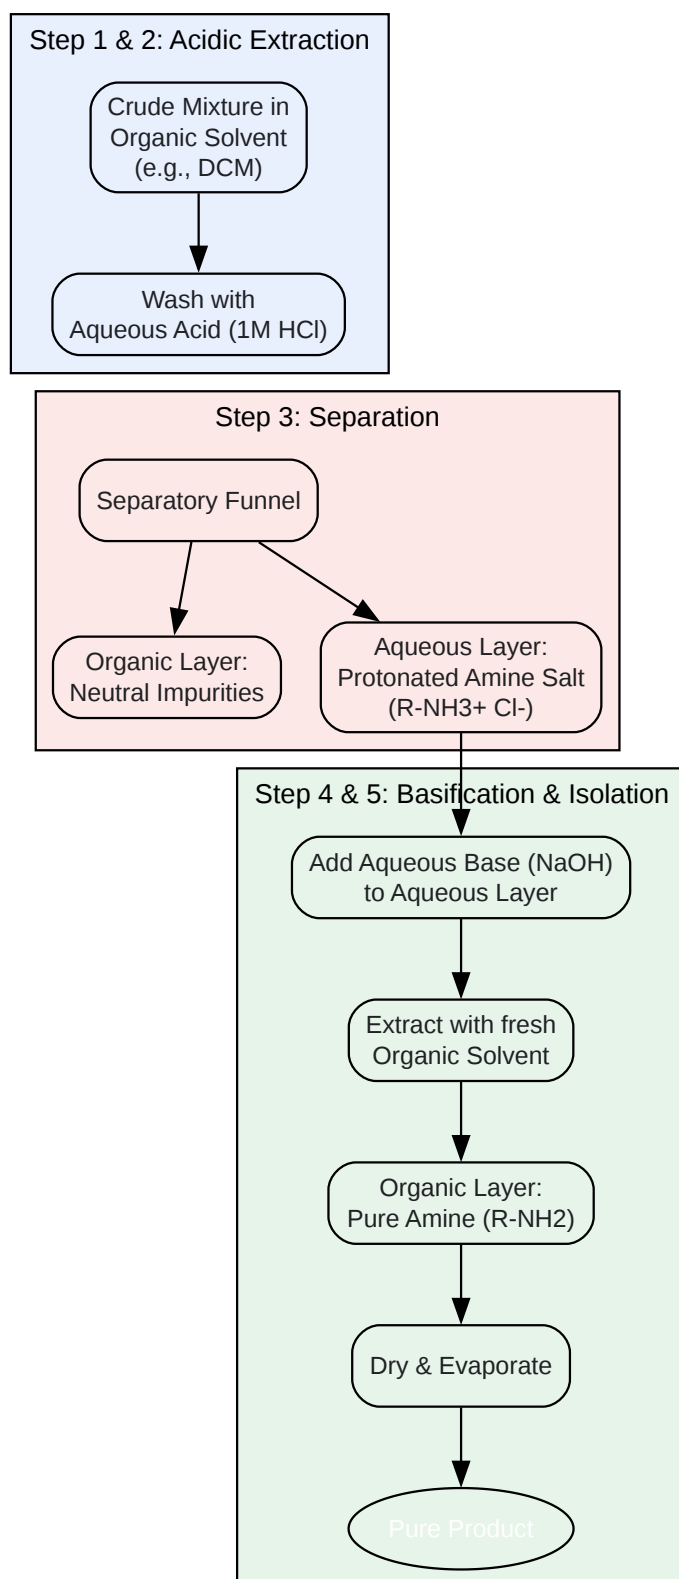 Step 1 & 2: Acidic Extraction
Crude Mixture in
Organic Solvent
(e.g., DCM)
Wash with
Aqueous Acid (1M HCl)
Step 3: Separation
Separatory Funnel
Organic Layer:
Neutral Impurities
Aqueous Layer:
Protonated Amine Salt
(R-NH3+ Cl-)
Step 4 & 5: Basification & Isolation
Add Aqueous Base (NaOH)
to Aqueous Layer
Extract with fresh
Organic Solvent
Organic Layer:
Pure Amine (R-NH2)
Dry & Evaporate
Pure Product